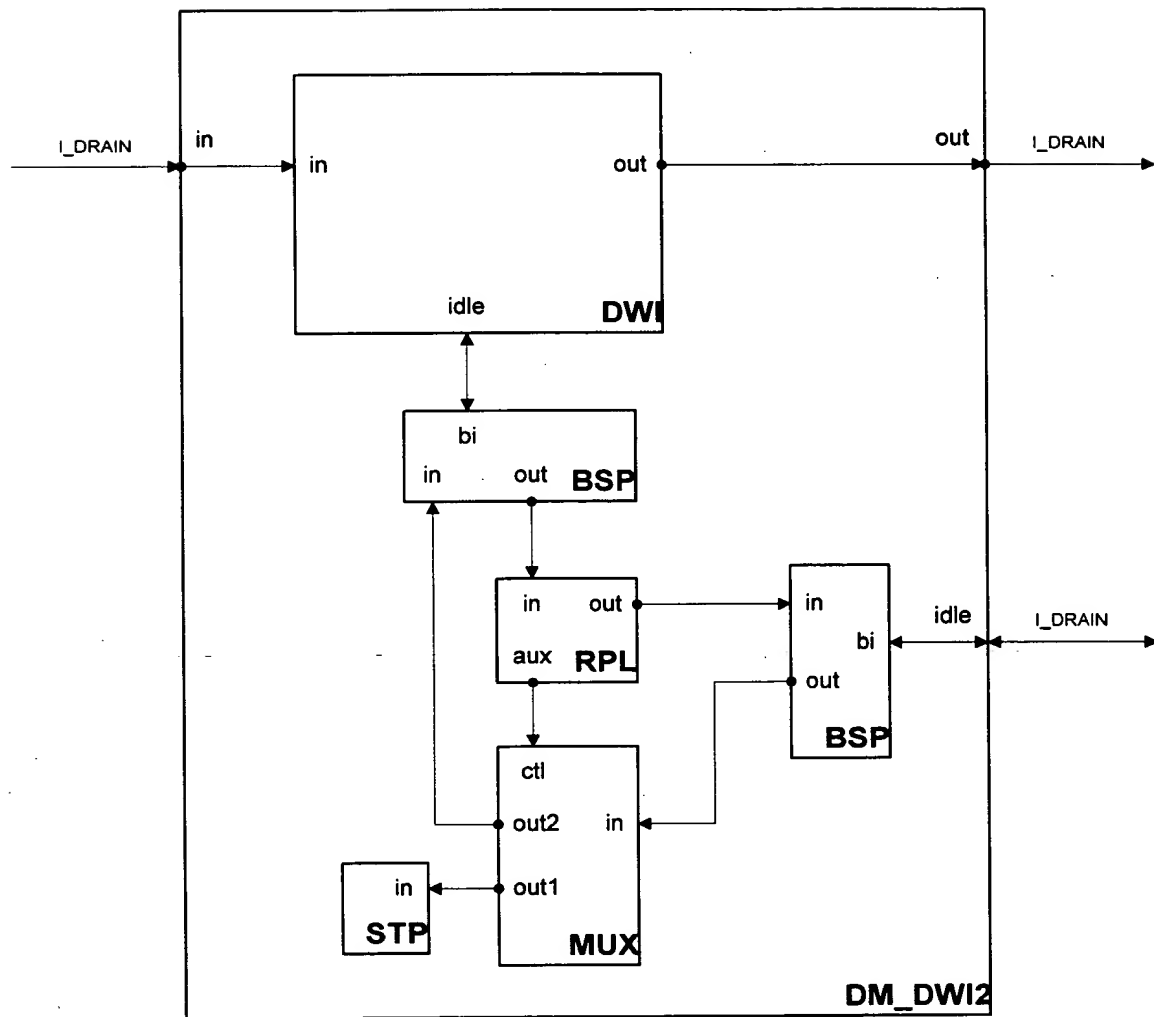 I_DRAIN in out I_DRAIN
in out
idle DWI
bi
in out BSP
in out in idle I_DRAIN
bi
aux RPL out
BSP
ctl
out2 in
in out1
STP MUX
DM_DWI2